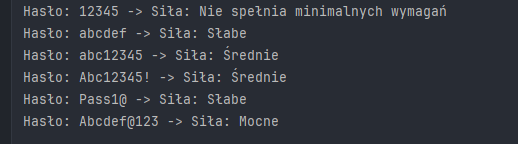 Hasło: 12345 -> Siła: Nie spełnia minimalnych wymagań
Hasło: abcdef -> Siła: Słabe
Hasło: abc12345 -> Siła: Średnie
Hasło: Abc12345! -> Siła: Średnie
Hasło: Pass1@ -> Siła: Słabe
Hasło: Abcdef@123 -> Siła: Mocne